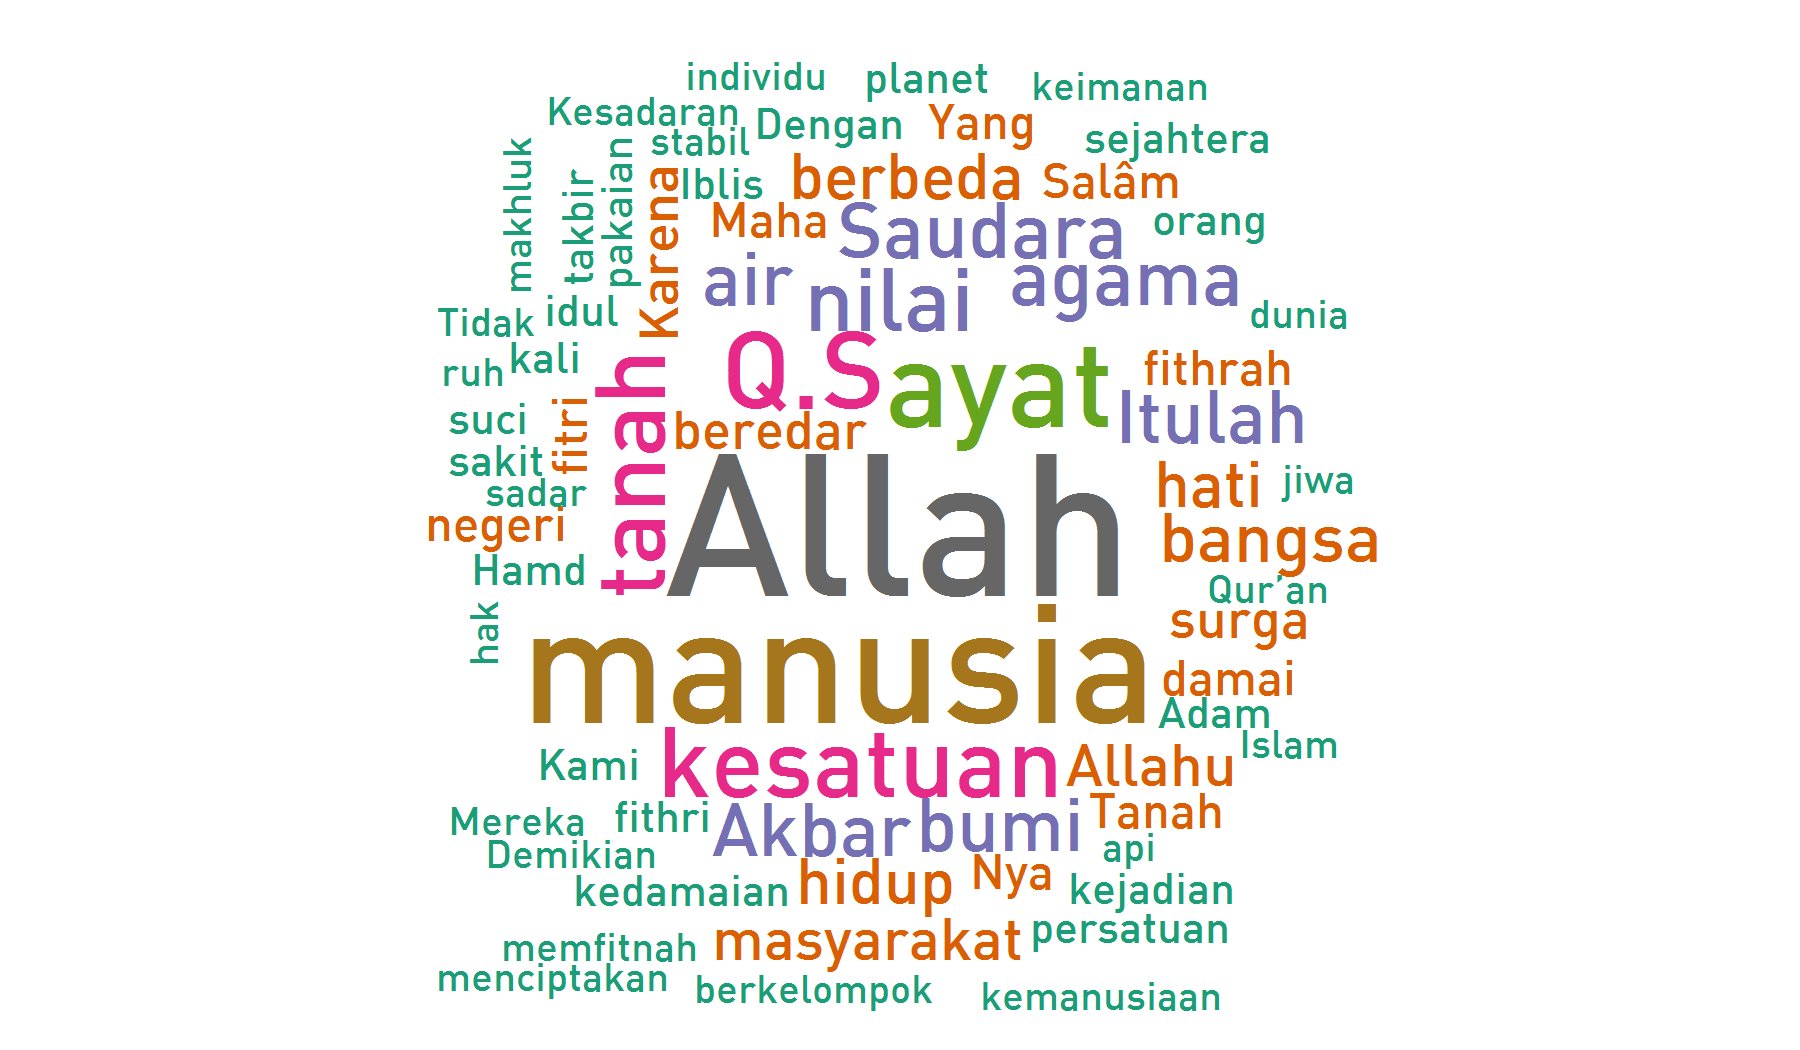 individu
planet
keimanan
Kesadaran
stabil
Dengan
Yang
sejahtera
makhluk
takbir
pakaian
Karena
Iblis
berbeda
Salâm
Maha
Saudara
orang
air
nilai
agama
Tidak
idul
dunia
ruh
kali
tanah
Q.S
ayat
fithrah
suci
fitri
beredar
Itulah
sakit
sadar
Allah
hati
jiwa
negeri
bangsa
Hamd
Qur’an
surga
hak
manusia
damai
Adam
Kami
kesatuan
Allahu
Islam
Mereka
fithri
Akbar
bumi
Tanah
Demikian
api
kedamaian
hidup
Nya
kejadian
memfitnah
masyarakat
persatuan
menciptakan
berkelompok
kemanusiaan